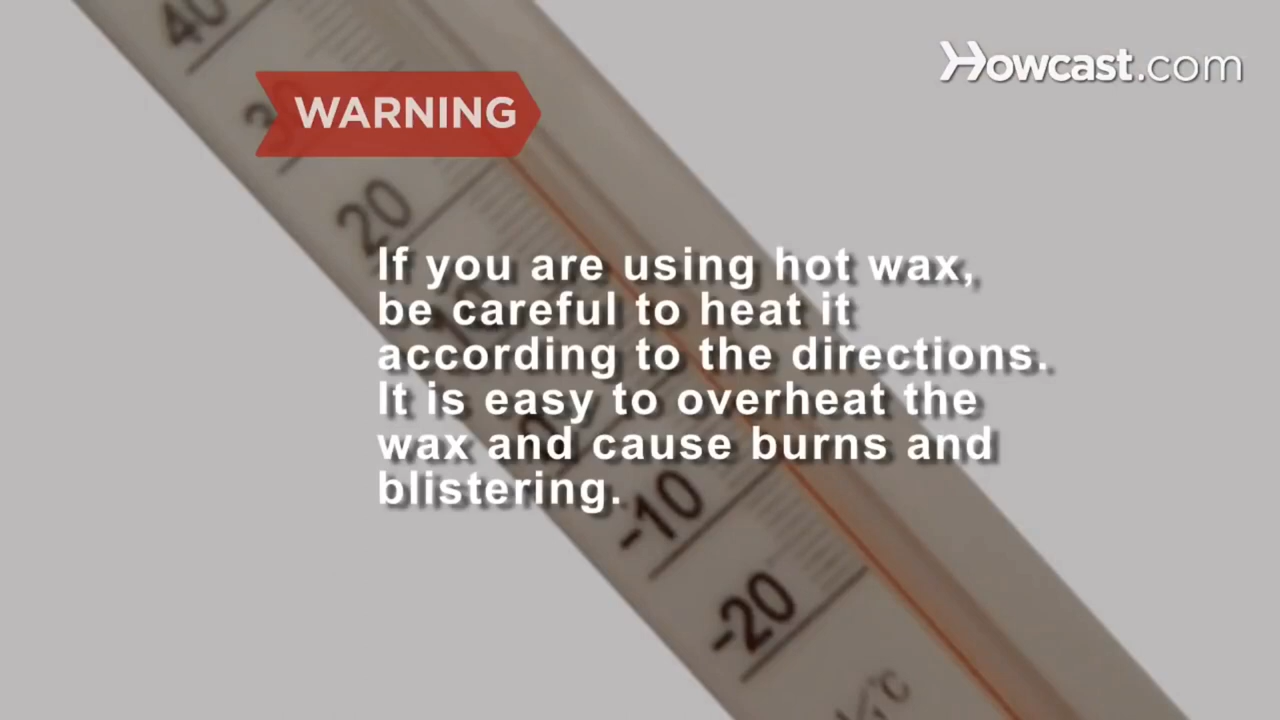 40
Howcast.com
WARNING
20
If you are using hot wax,
be careful to heat it
according to the directions.
It is easy to overheat the
wax and cause burns and
blistering.
-10
-20